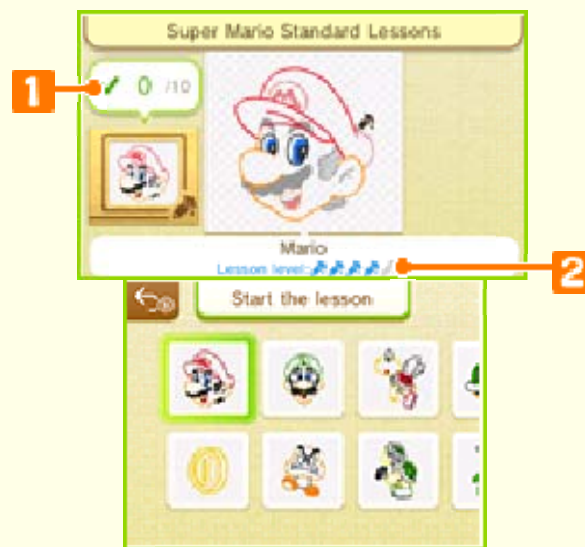 Super Mario Standard Lessons
1
0 /10
Mario
Lesson level:
2
Start the lesson